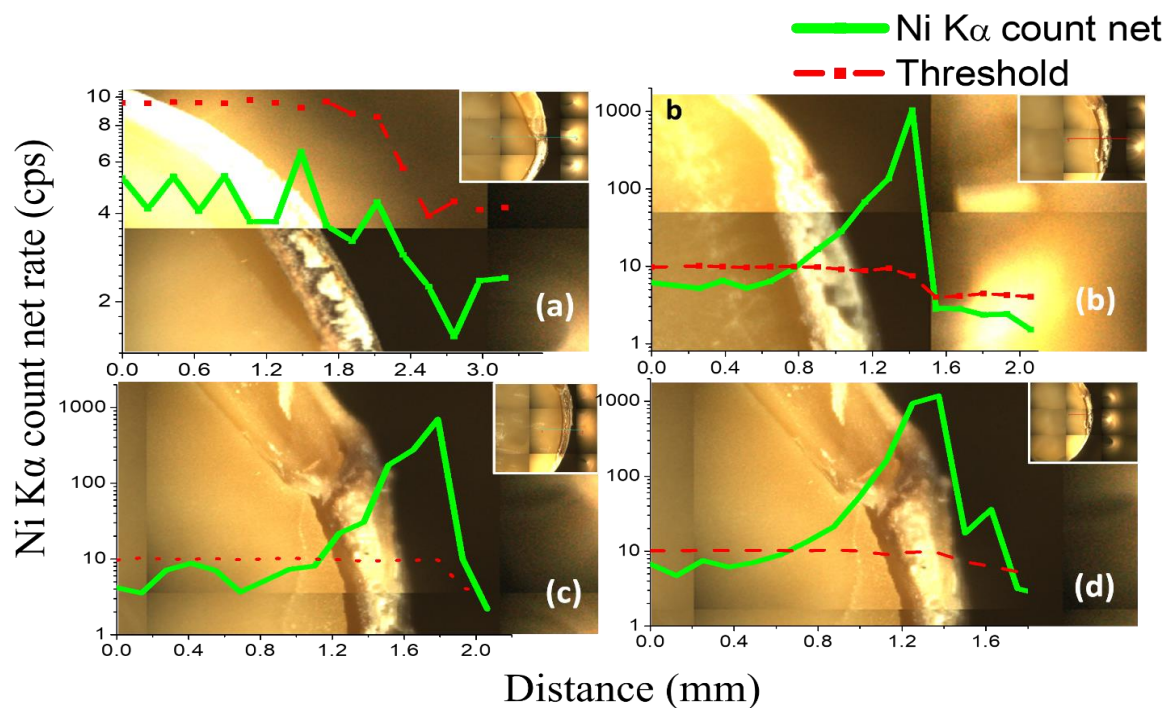 Ni Kα count net
Threshold
Ni Kα count net rate (cps)
10
8
6
4
2
(a)
0.0 0.6 1.2 1.8 2.4 3.0
b
1000
100
10
1
(b)
0.0 0.4 0.8 1.2 1.6 2.0
1000
100
10
1
(c)
0.0 0.4 0.8 1.2 1.6 2.0
1000
100
10
1
(d)
0.0 0.4 0.8 1.2 1.6
Distance (mm)